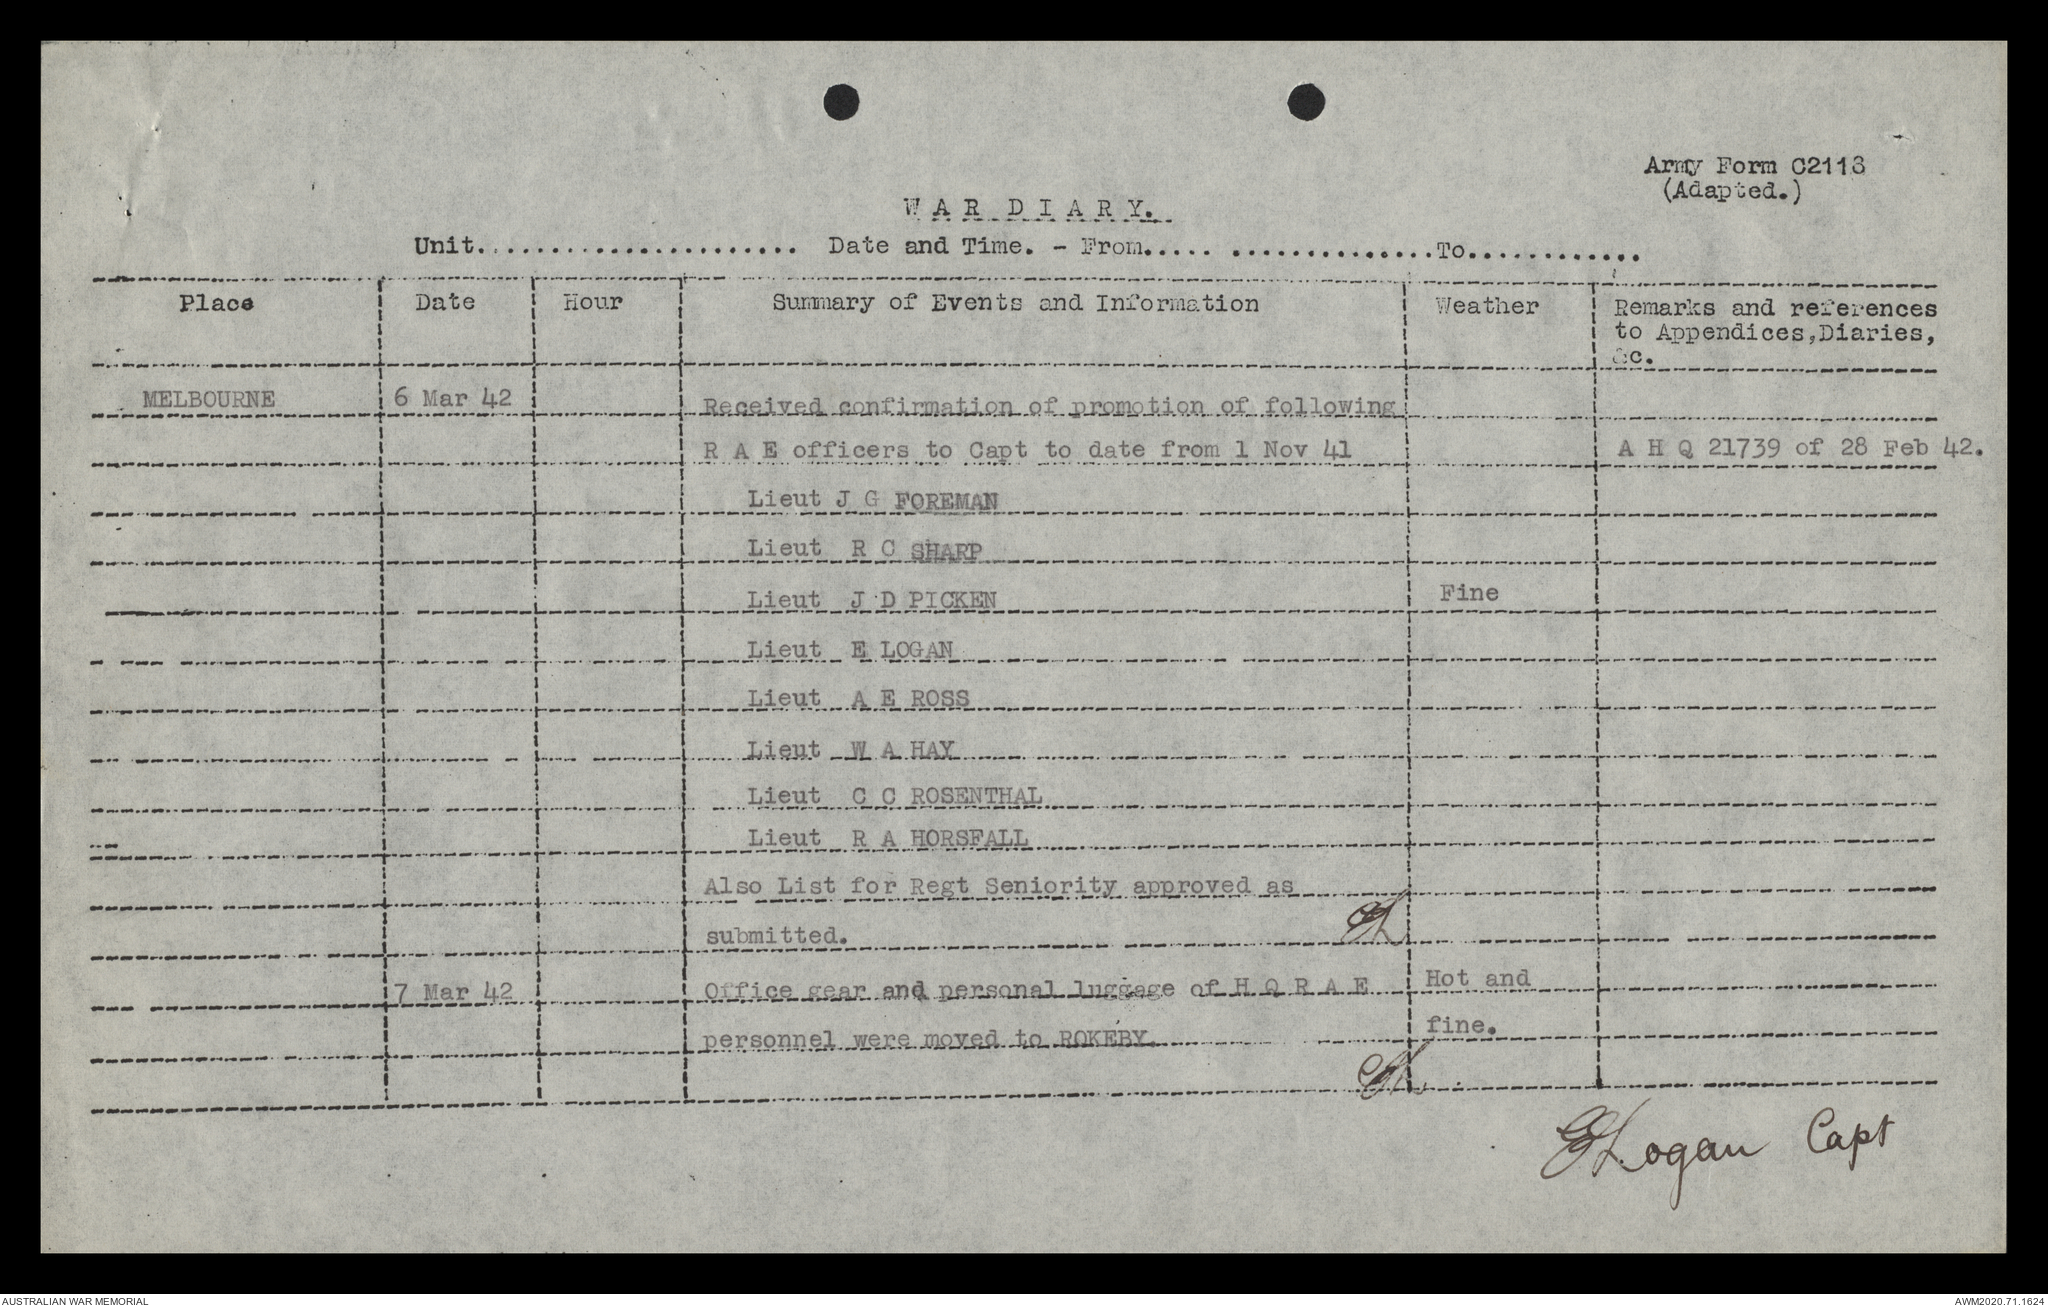 Army Form C2118
(Adapted.)
WAR DIARY.
Unit...................... Date and Time. - From..... ..............To............
Place Date Hour Summary of Events and Information Weather Remarks and references
to Appendices,Diaries,
&c.
MELBOURNE 6 Mar 42 Received confirmation of promotion of following
R A E officers to Capt to date from 1 Nov 41 A H Q 21739 of 28 Feb 42.
Lieut J G FOREMAN
Lieut R C SHARP
Lieut J D PICKEN Fine
Lieut E LOGAN
Lieut A E ROSS
Lieut W A HAY
Lieut C C ROSENTHAL
Lieut R A HORSFALL
Also List for Regt Seniority approved as
submitted. EL
7 Mar 42 Office gear and personal luggage of H Q R A E Hot and
personnel were moved to ROKEBY. fine.
EL
ELogan Capt
AUSTRALIAN WAR MEMORIAL AWM2020.71.1624